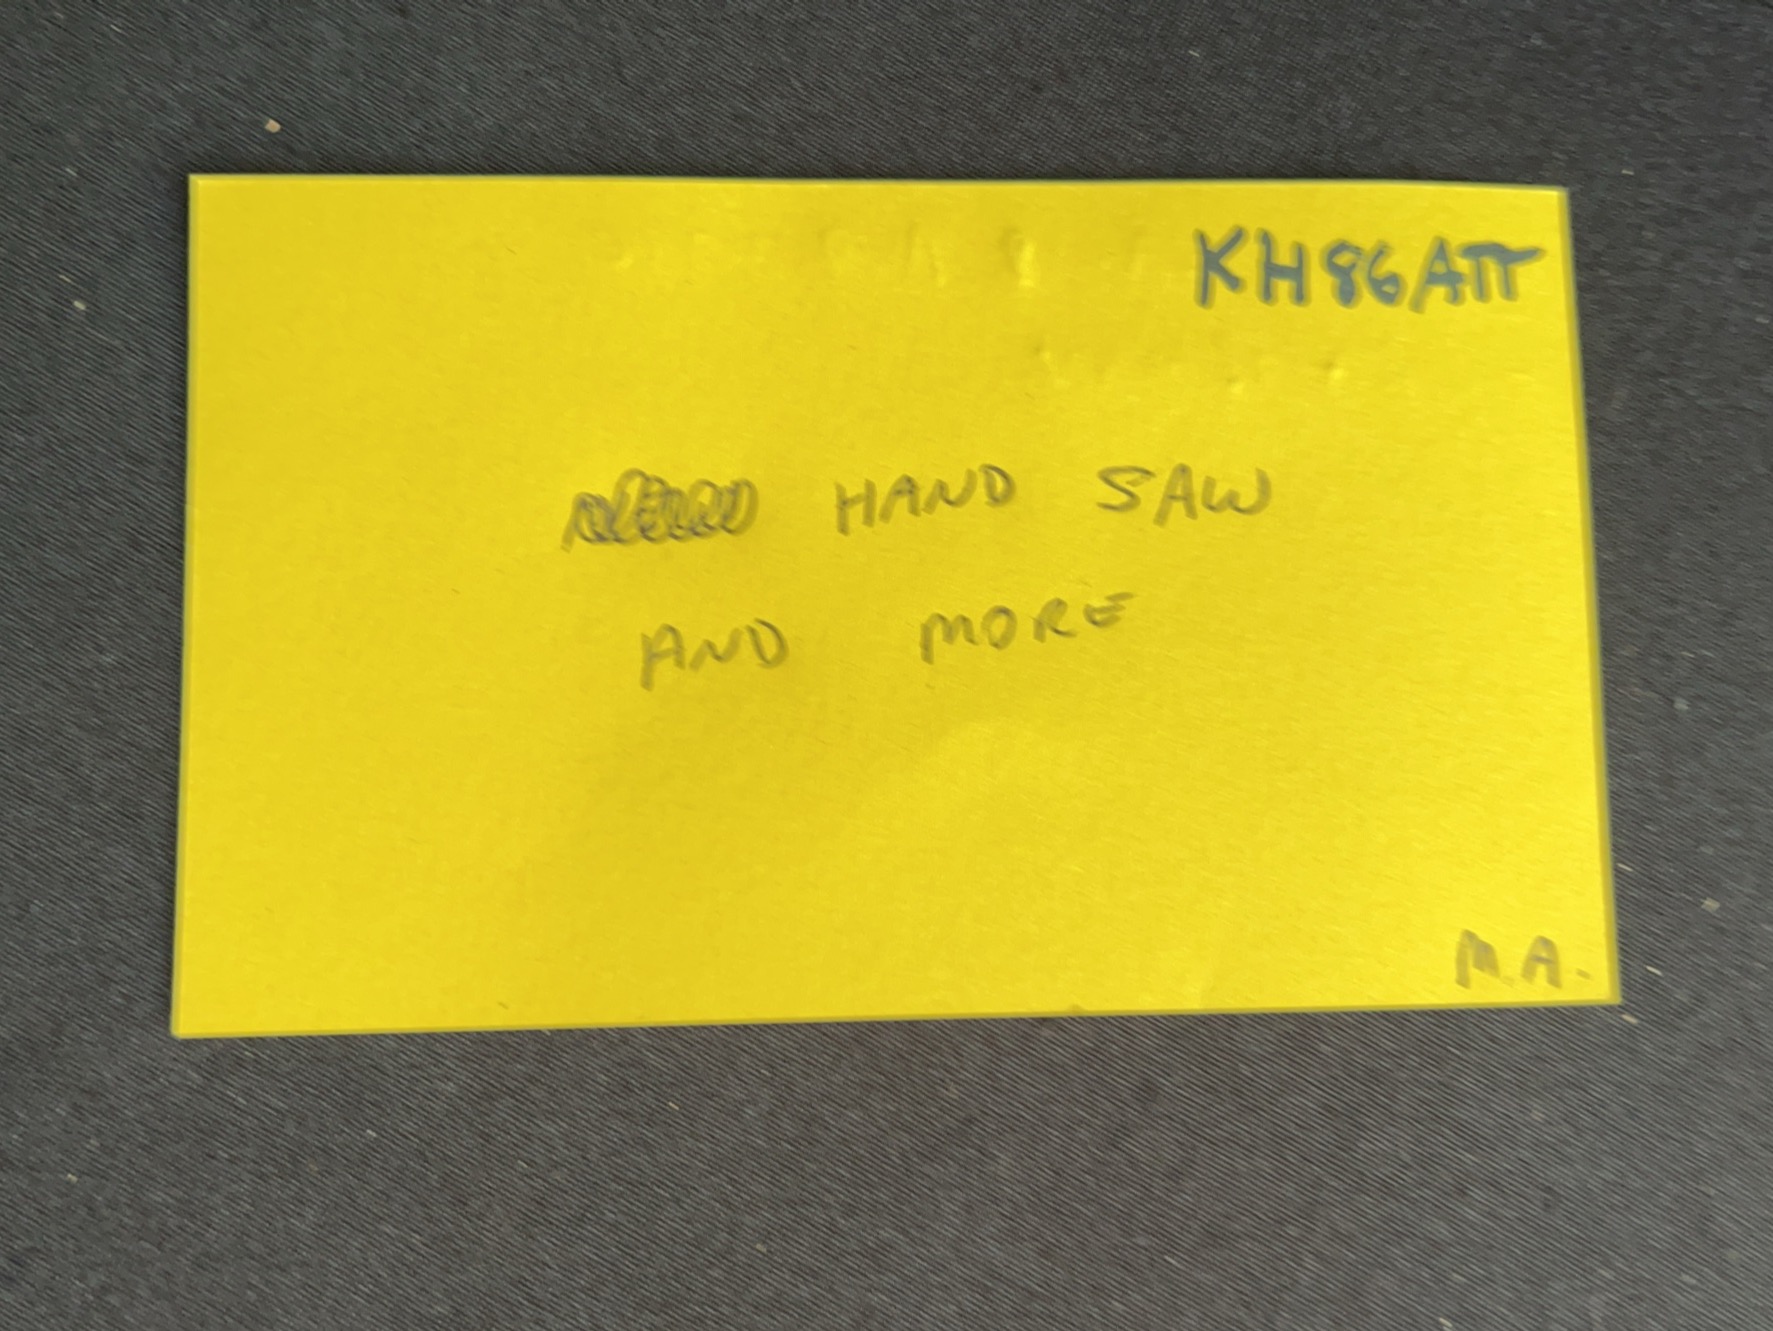 KH86ATT
HAND SAW
AND MORE
M.A.